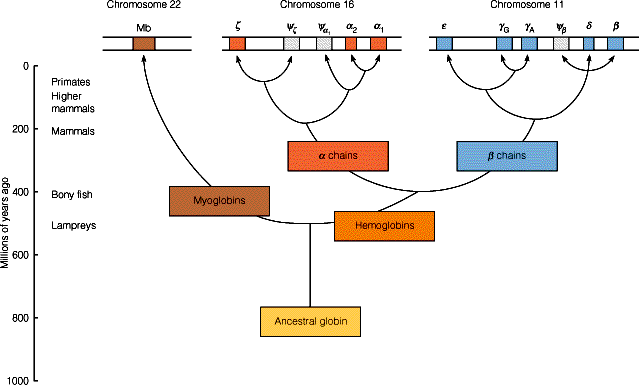 Chromosome 22
Chromosome 16
Chromosome 11
Mb
ζ
ψζ
ψα1
α2
α1
ε
γG
γA
ψβ
δ
β
0
200
400
600
800
1000
Millions of years ago
Primates
Higher
mammals
Mammals
Bony fish
Lampreys
α chains
β chains
Myoglobins
Hemoglobins
Ancestral globin